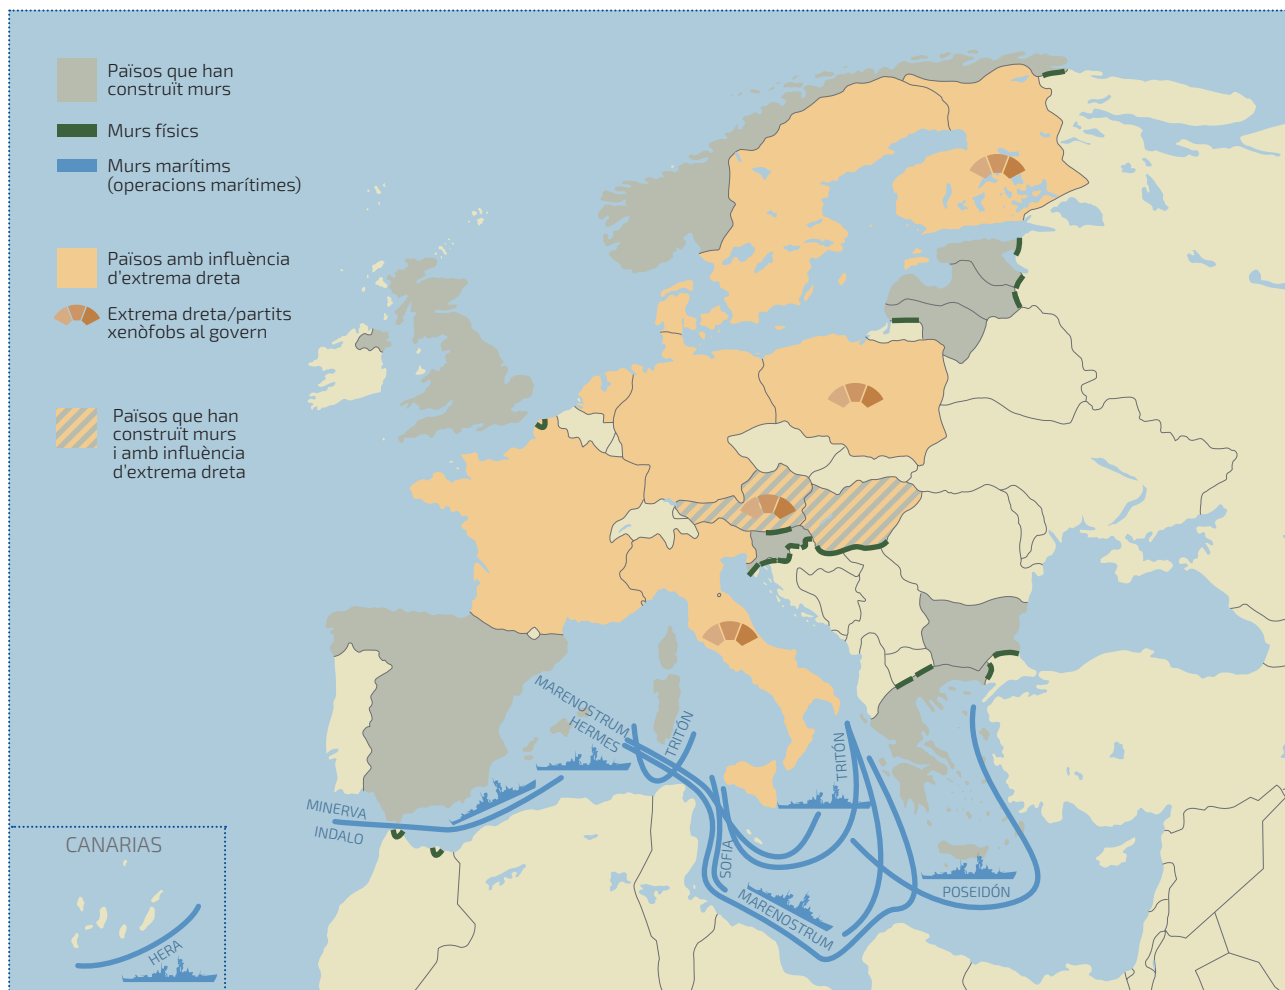 Països que han
construït murs
Murs físics
Murs marítims
(operacions marítimes)
Països amb influència
d'extrema dreta
Extrema dreta/partits
xenòfobs al govern
Països que han
construït murs
i amb influència
d'extrema dreta
MARENOSTRUM
HERMES
TRITÓN
TRITÓN
MINERVA
INDALO
SOFIA
MARENOSTRUM
POSEIDÓN
CANARIAS
HERA